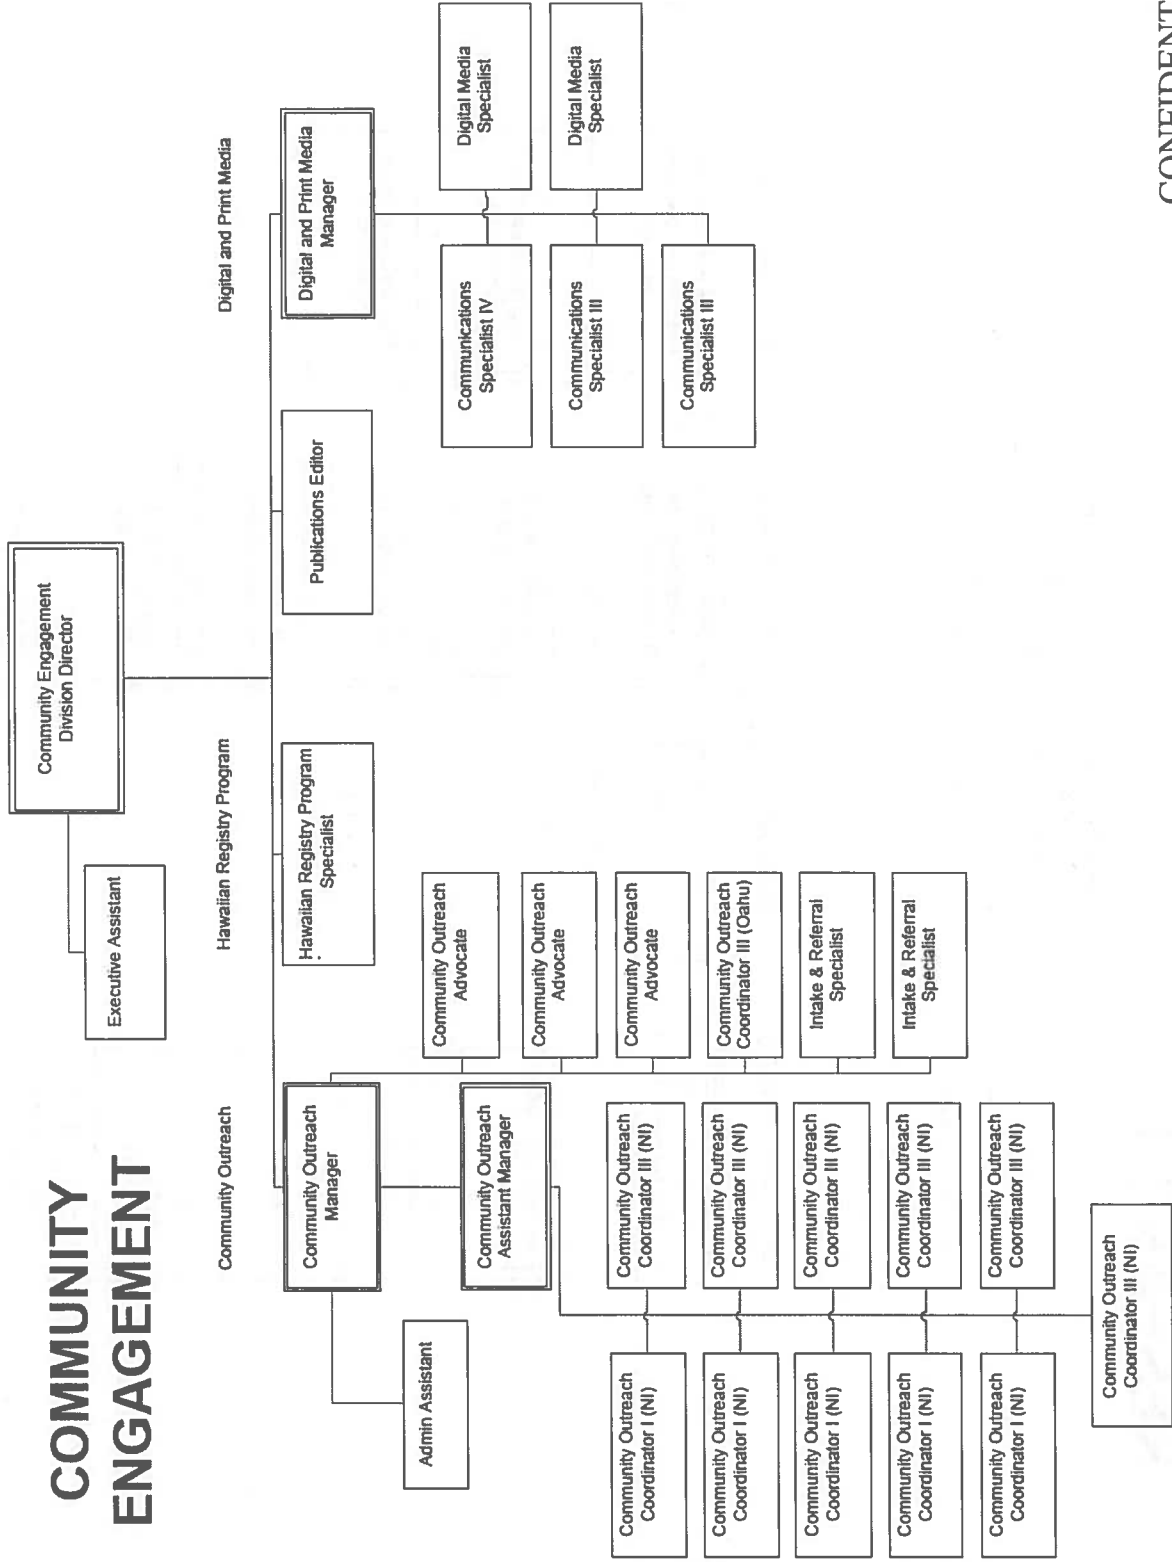 COMMUNITY
ENGAGEMENT
Community Engagement
Division Director
Executive Assistant
Community Outreach
Hawaiian Registry Program
Digital and Print Media
Community Outreach
Manager
Hawaiian Registry Program
Specialist
Publications Editor
Digital and Print Media
Manager
Admin Assistant
Community Outreach
Assistant Manager
Community Outreach
Advocate
Community Outreach
Advocate
Community Outreach
Advocate
Community Outreach
Coordinator III (Oahu)
Intake & Referral
Specialist
Intake & Referral
Specialist
Communications
Specialist IV
Digital Media
Specialist
Communications
Specialist III
Digital Media
Specialist
Communications
Specialist III
Community Outreach
Coordinator I (NI)
Community Outreach
Coordinator III (NI)
Community Outreach
Coordinator I (NI)
Community Outreach
Coordinator III (NI)
Community Outreach
Coordinator I (NI)
Community Outreach
Coordinator III (NI)
Community Outreach
Coordinator I (NI)
Community Outreach
Coordinator III (NI)
Community Outreach
Coordinator I (NI)
Community Outreach
Coordinator III (NI)
Community Outreach
Coordinator III (NI)
CONFIDENT